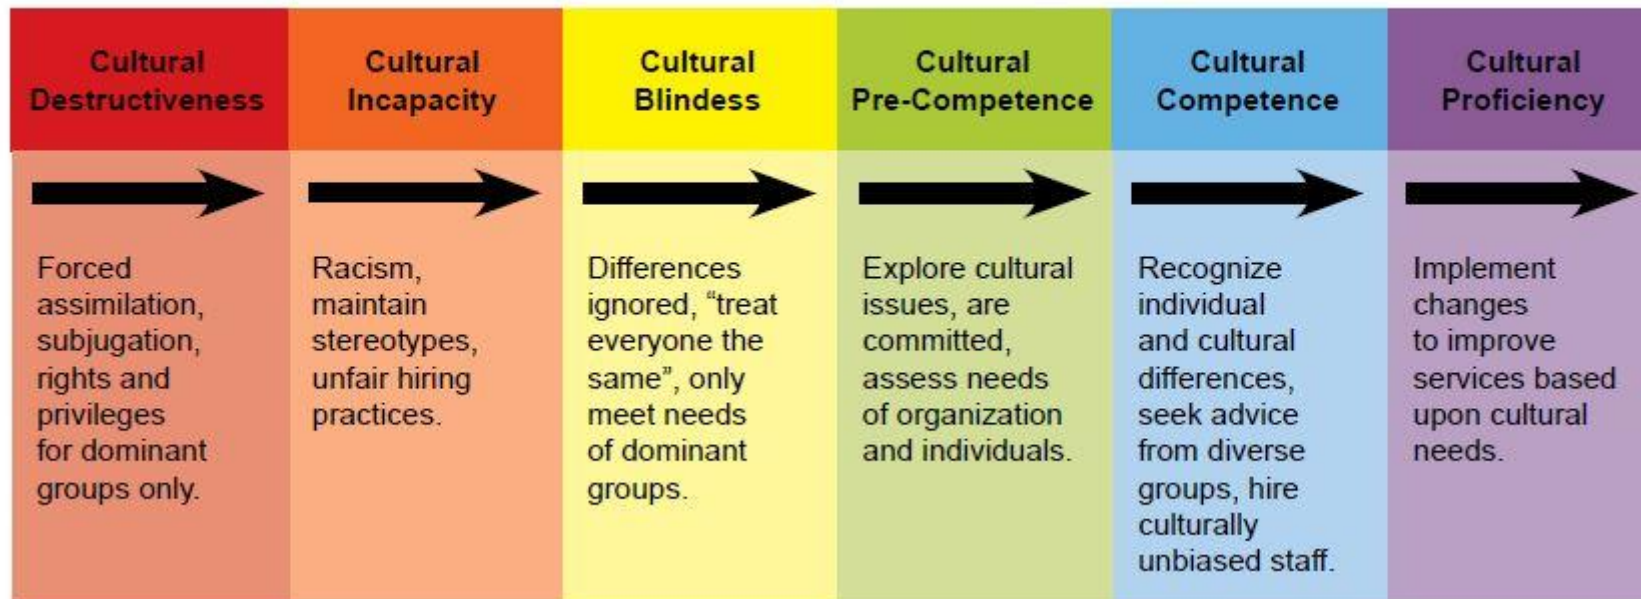 Cultural
Destructiveness
Cultural
Incapacity
Cultural
Blindess
Cultural
Pre-Competence
Cultural
Competence
Cultural
Proficiency
Forced
assimilation,
subjugation,
rights and
privileges
for dominant
groups only.
Racism,
maintain
stereotypes,
unfair hiring
practices.
Differences
ignored, “treat
everyone the
same”, only
meet needs
of dominant
groups.
Explore cultural
issues, are
committed,
assess needs
of organization
and individuals.
Recognize
individual
and cultural
differences,
seek advice
from diverse
groups, hire
culturally
unbiased staff.
Implement
changes
to improve
services based
upon cultural
needs.